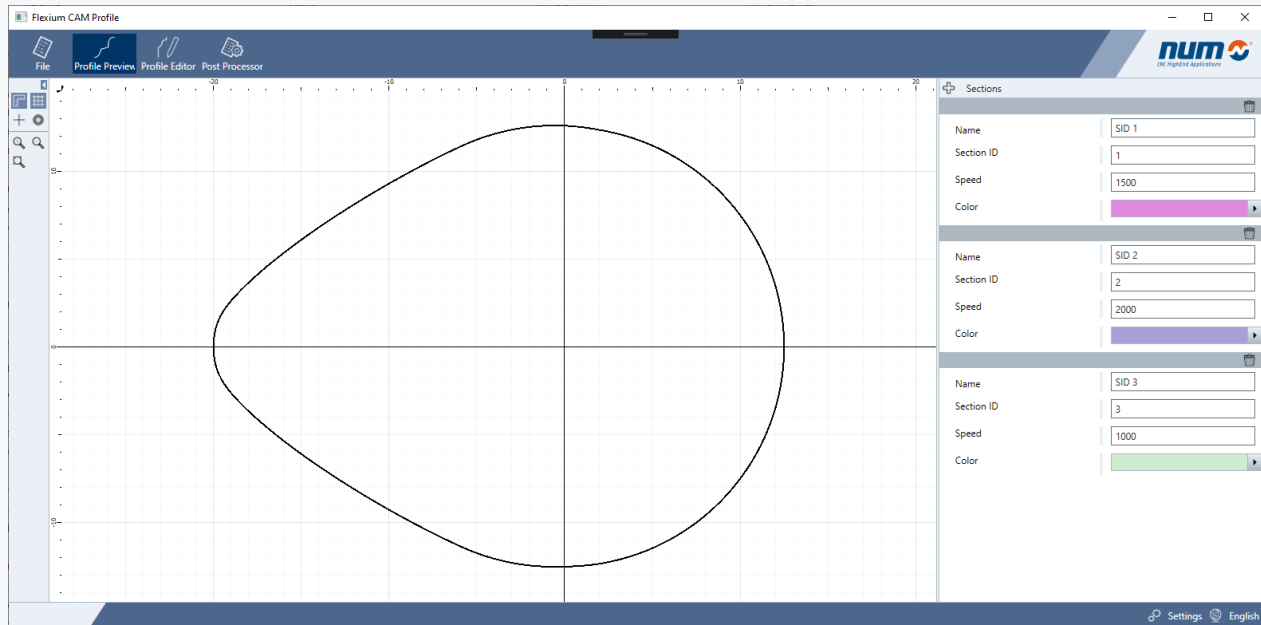 Flexium CAM Profile
File
Profile Preview
Profile Editor
Post Processor
num
CNC HighEnd Applications
-20
-10
0
10
20
10
0
-10
Sections
Name
SID 1
Section ID
1
Speed
1500
Color
Name
SID 2
Section ID
2
Speed
2000
Color
Name
SID 3
Section ID
3
Speed
1000
Color
Settings
English